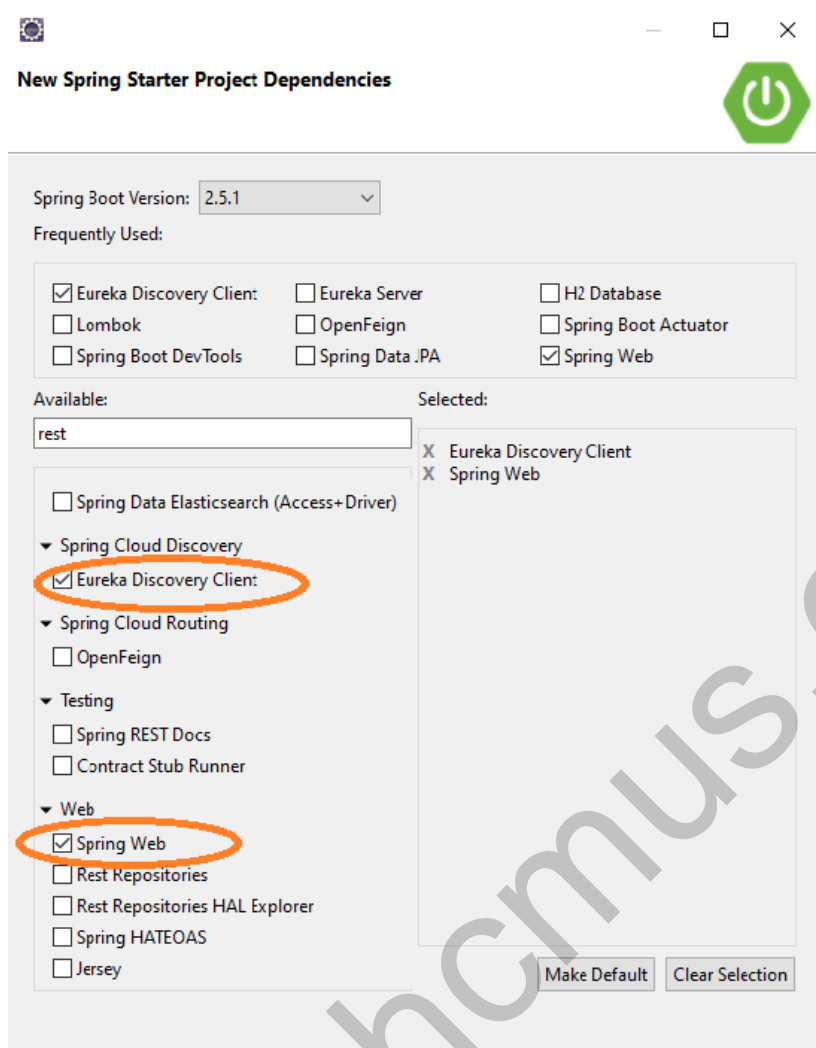 New Spring Starter Project Dependencies
Spring Boot Version: 2.5.1
Frequently Used:
Eureka Discovery Client Eureka Server H2 Database
Lombok OpenFeign Spring Boot Actuator
Spring Boot DevTools Spring Data JPA Spring Web
Available: Selected:
rest
X Eureka Discovery Client
X Spring Web
Spring Data Elasticsearch (Access+Driver)
Spring Cloud Discovery
Eureka Discovery Client
Spring Cloud Routing
OpenFeign
Testing
Spring REST Docs
Contract Stub Runner
Web
Spring Web
Rest Repositories
Rest Repositories HAL Explorer
Spring HATEOAS
Jersey
Make Default Clear Selection
hcmus.